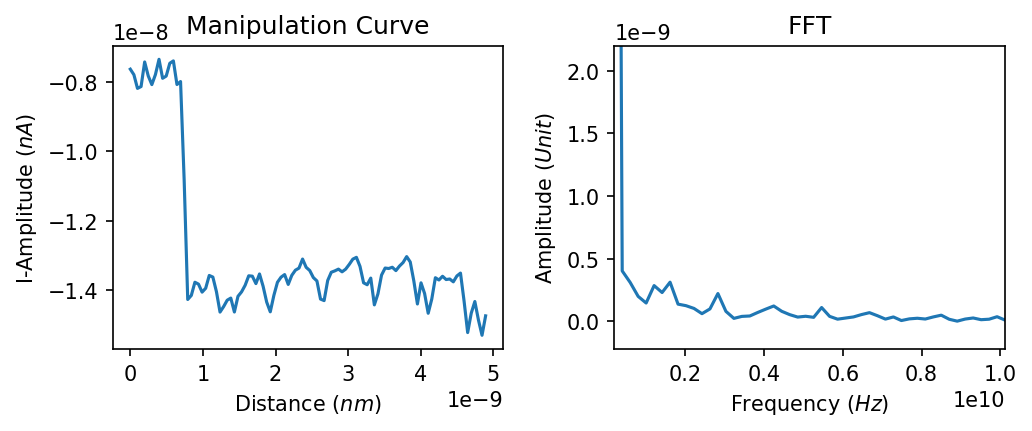 Manipulation Curve
1e−8
−0.8
−1.0
−1.2
−1.4
I-Amplitude (nA)
0 1 2 3 4 5
1e−9
Distance (nm)
FFT
1e−9
2.0
1.5
1.0
0.5
0.0
Amplitude (Unit)
0.2 0.4 0.6 0.8 1.0
1e10
Frequency (Hz)